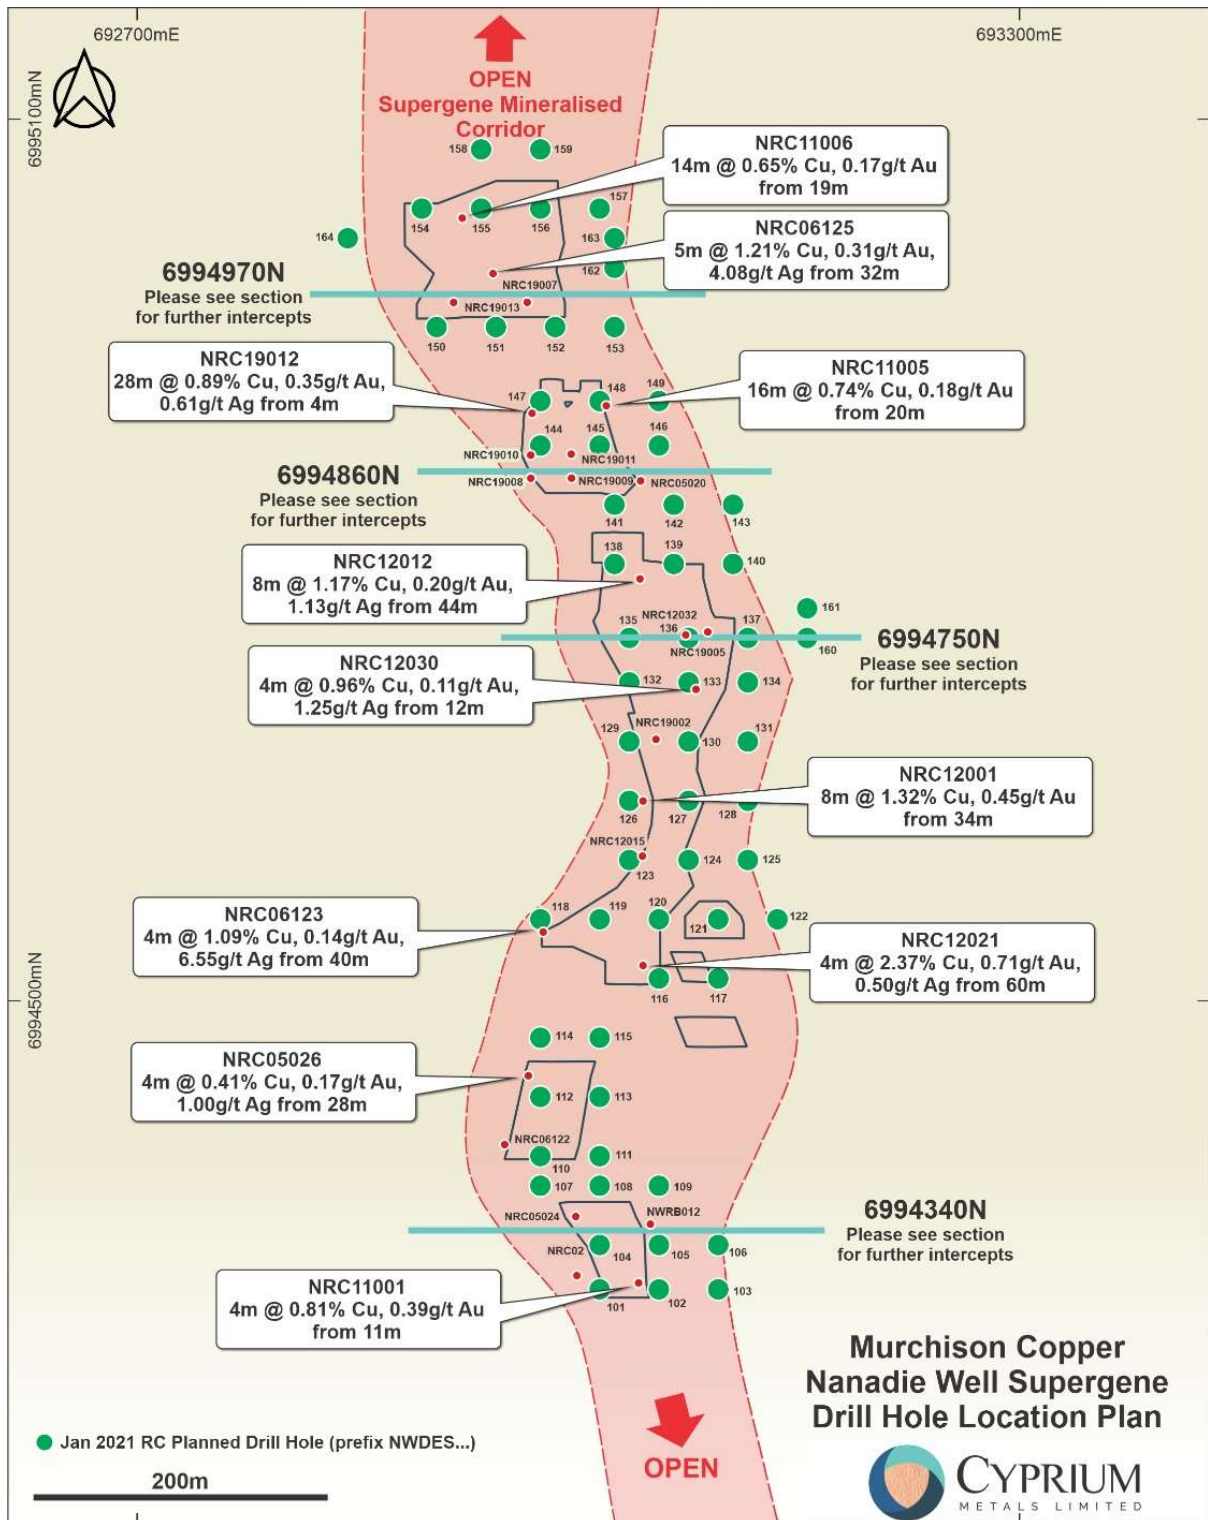 692700mE
693300mE
6995100mN
OPEN
Supergene Mineralised
Corridor
158
159
NRC11006
14m @ 0.65% Cu, 0.17g/t Au
from 19m
154
155
156
157
164
163
162
NRC06125
5m @ 1.21% Cu, 0.31g/t Au,
4.08g/t Ag from 32m
6994970N
Please see section
for further intercepts
NRC19007
NRC19013
150
151
152
153
NRC19012
28m @ 0.89% Cu, 0.35g/t Au,
0.61g/t Ag from 4m
147
148
149
NRC11005
16m @ 0.74% Cu, 0.18g/t Au
from 20m
144
145
146
NRC19010
NRC19011
6994860N
Please see section
for further intercepts
NRC19008
NRC19009
NRC05020
141
142
143
NRC12012
8m @ 1.17% Cu, 0.20g/t Au,
1.13g/t Ag from 44m
138
139
140
161
NRC12032
135
136
137
160
NRC19005
6994750N
Please see section
for further intercepts
NRC12030
4m @ 0.96% Cu, 0.11g/t Au,
1.25g/t Ag from 12m
132
133
134
129
NRC19002
130
131
NRC12001
8m @ 1.32% Cu, 0.45g/t Au
from 34m
126
127
128
NRC12015
123
124
125
NRC06123
4m @ 1.09% Cu, 0.14g/t Au,
6.55g/t Ag from 40m
118
119
120
121
122
NRC12021
4m @ 2.37% Cu, 0.71g/t Au,
0.50g/t Ag from 60m
116
117
6994500mN
114
115
NRC05026
4m @ 0.41% Cu, 0.17g/t Au,
1.00g/t Ag from 28m
112
113
NRC06122
110
111
107
108
109
NRC05024
NWRB012
6994340N
Please see section
for further intercepts
NRC02
104
105
106
NRC11001
4m @ 0.81% Cu, 0.39g/t Au
from 11m
101
102
103
Murchison Copper
Nanadie Well Supergene
Drill Hole Location Plan
Jan 2021 RC Planned Drill Hole (prefix NWDES...)
200m
OPEN
CYPRIUM
METALS LIMITED